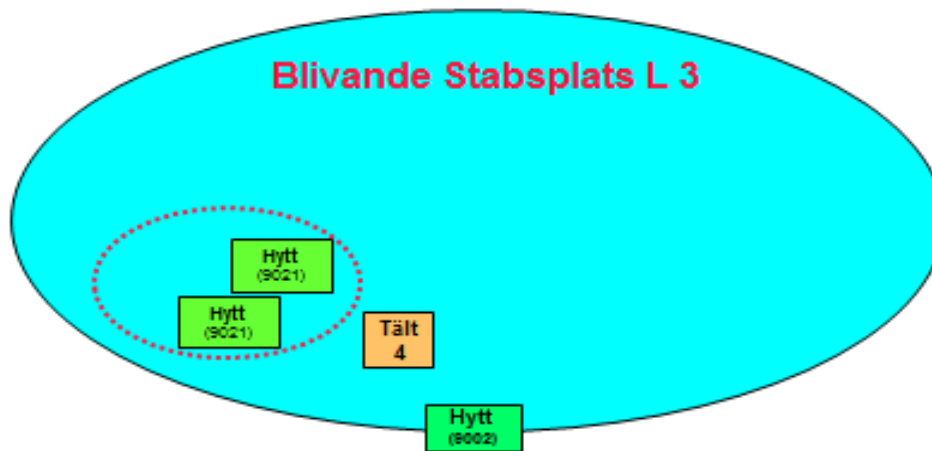 Blivande Stabsplats L 3
Hytt
(9021)
Hytt
(9021)
Tält
4
Hytt
(9002)